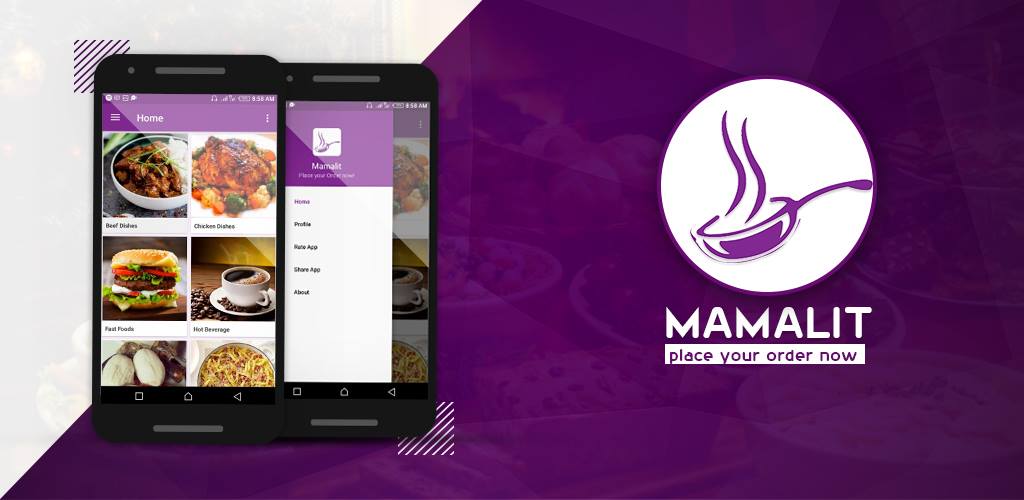 8:58 AM
Home
Beef Dishes
Chicken Dishes
Fast Foods
Hot Beverage
8:58 AM
Mamalit
Place your Order now!
Home
Profile
Rate App
Share App
About
MAMALIT
place your order now